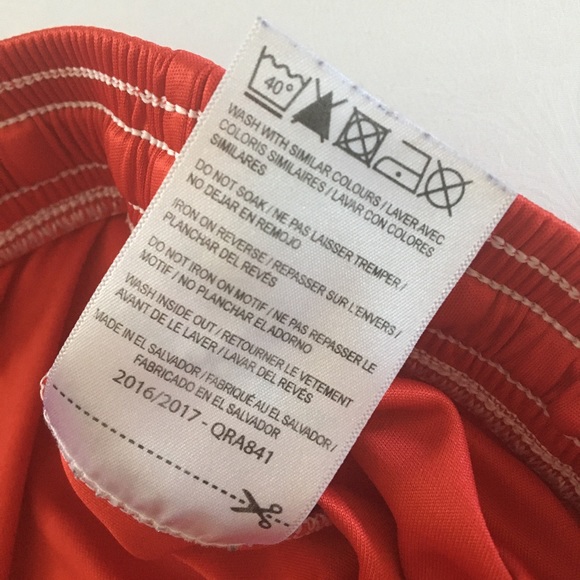 40°
WASH WITH SIMILAR COLOURS / LAVER AVEC
COLORIS SIMILAIRES / LAVAR CON COLORES
SIMILARES
DO NOT SOAK / NE PAS LAISSER TREMPER /
NO DEJAR EN REMOJO
IRON ON REVERSE / REPASSER SUR L'ENVERS /
PLANCHAR DEL REVÉS
DO NOT IRON ON MOTIF / NE PAS REPASSER LE
MOTIF / NO PLANCHAR EL ADORNO
WASH INSIDE OUT / RETOURNER LE VETEMENT
AVANT DE LE LAVER / LAVAR DEL REVÉS
MADE IN EL SALVADOR / FABRIQUÉ AU EL SALVADOR /
FABRICADO EN EL SALVADOR
2016/2017 - QRA841